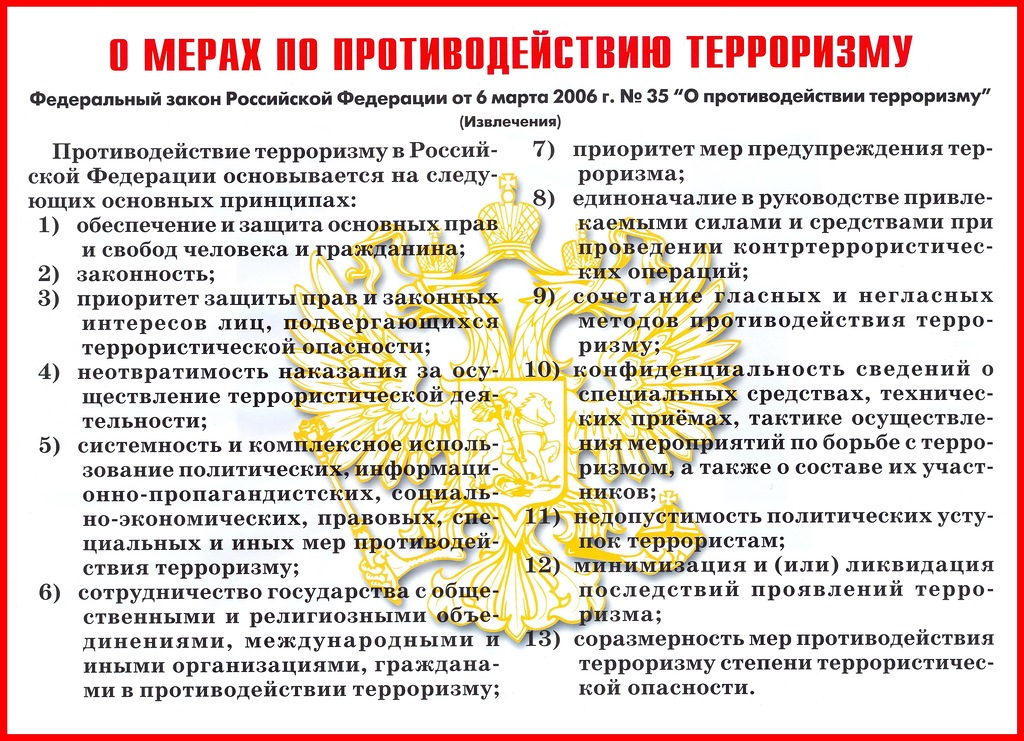 О МЕРАХ ПО ПРОТИВОДЕЙСТВИЮ ТЕРРОРИЗМУ
Федеральный закон Российской Федерации от 6 марта 2006 г. № 35 “О противодействии терроризму”
(Извлечения)
Противодействие терроризму в Россий-
ской Федерации основывается на следу-
ющих основных принципах:
1) обеспечение и защита основных прав
и свобод человека и гражданина;
2) законность;
3) приоритет защиты прав и законных
интересов лиц, подвергающихся
террористической опасности;
4) неотвратимость наказания за осу-
ществление террористической дея-
тельности;
5) системность и комплексное исполь-
зование политических, информаци-
онно-пропагандистских, социаль-
но-экономических, правовых, спе-
циальных и иных мер противодей-
ствия терроризму;
6) сотрудничество государства с обще-
ственными и религиозными объе-
динениями, международными и
иными организациями, граждана-
ми в противодействии терроризму;
7) приоритет мер предупреждения тер-
роризма;
8) единоначалие в руководстве привле-
каемыми силами и средствами при
проведении контртеррористичес-
ких операций;
9) сочетание гласных и негласных
методов противодействия терро-
ризму;
10) конфиденциальность сведений о
специальных средствах, техничес-
ких приёмах, тактике осуществле-
ния мероприятий по борьбе с терро-
ризмом, а также о составе их участ-
ников;
11) недопустимость политических усту-
пок террористам;
12) минимизация и (или) ликвидация
последствий проявлений терро-
ризма;
13) соразмерность мер противодействия
терроризму степени террористичес-
кой опасности.